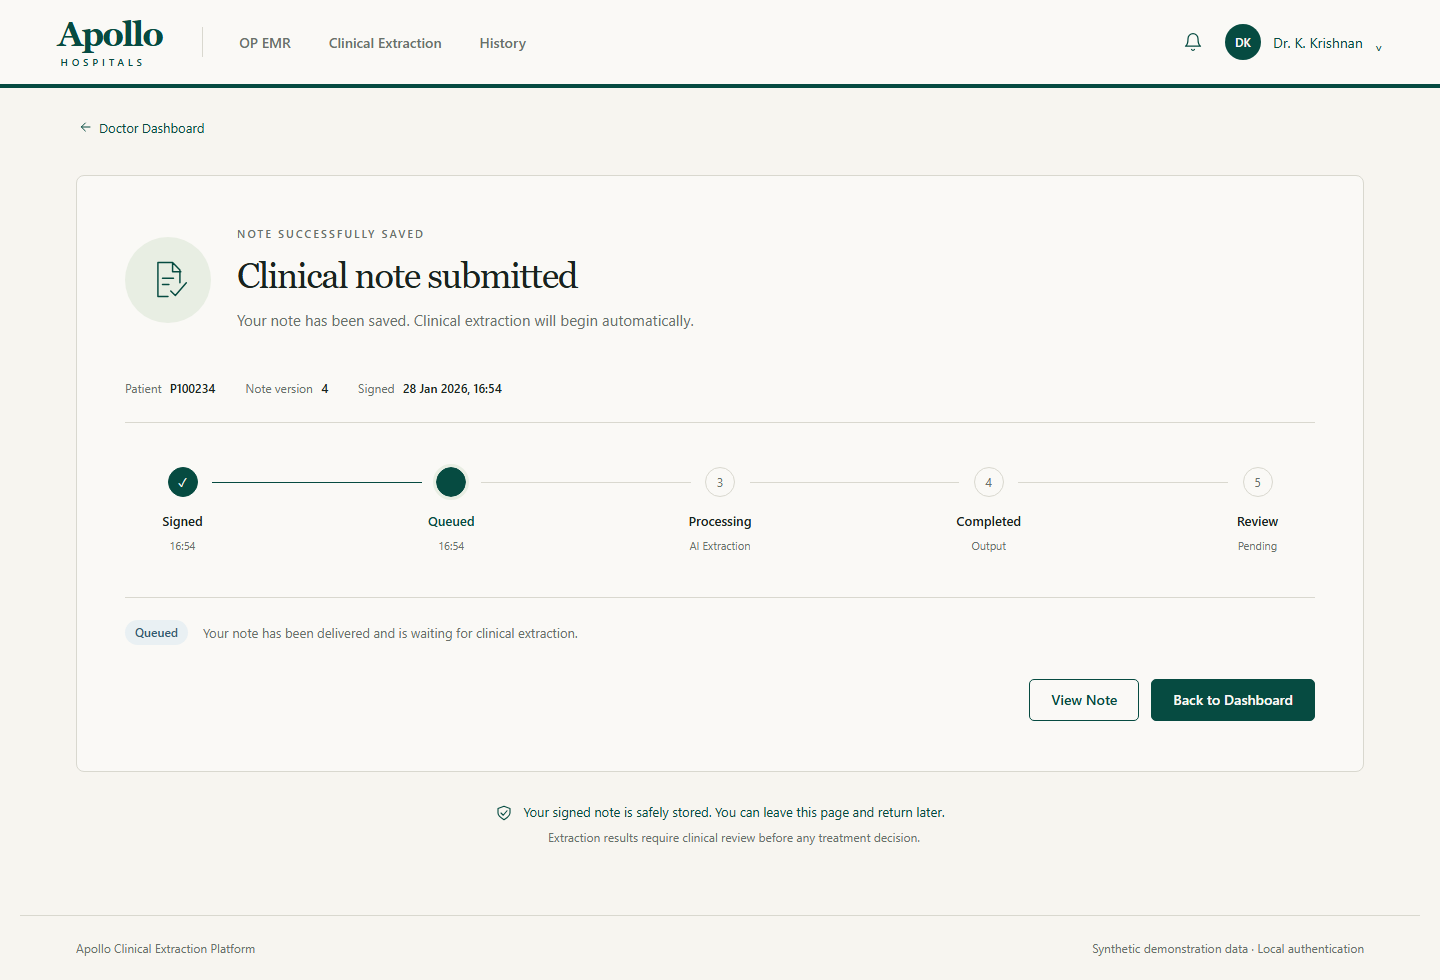 Apollo
HOSPITALS
OP EMR
Clinical Extraction
History
DK
Dr. K. Krishnan
v
← Doctor Dashboard
NOTE SUCCESSFULLY SAVED
Clinical note submitted
Your note has been saved. Clinical extraction will begin automatically.
Patient P100234 Note version 4 Signed 28 Jan 2026, 16:54
✓ 3 4 5
Signed Queued Processing Completed Review
16:54 16:54 AI Extraction Output Pending
Queued Your note has been delivered and is waiting for clinical extraction.
View Note Back to Dashboard
Your signed note is safely stored. You can leave this page and return later.
Extraction results require clinical review before any treatment decision.
Apollo Clinical Extraction Platform
Synthetic demonstration data · Local authentication